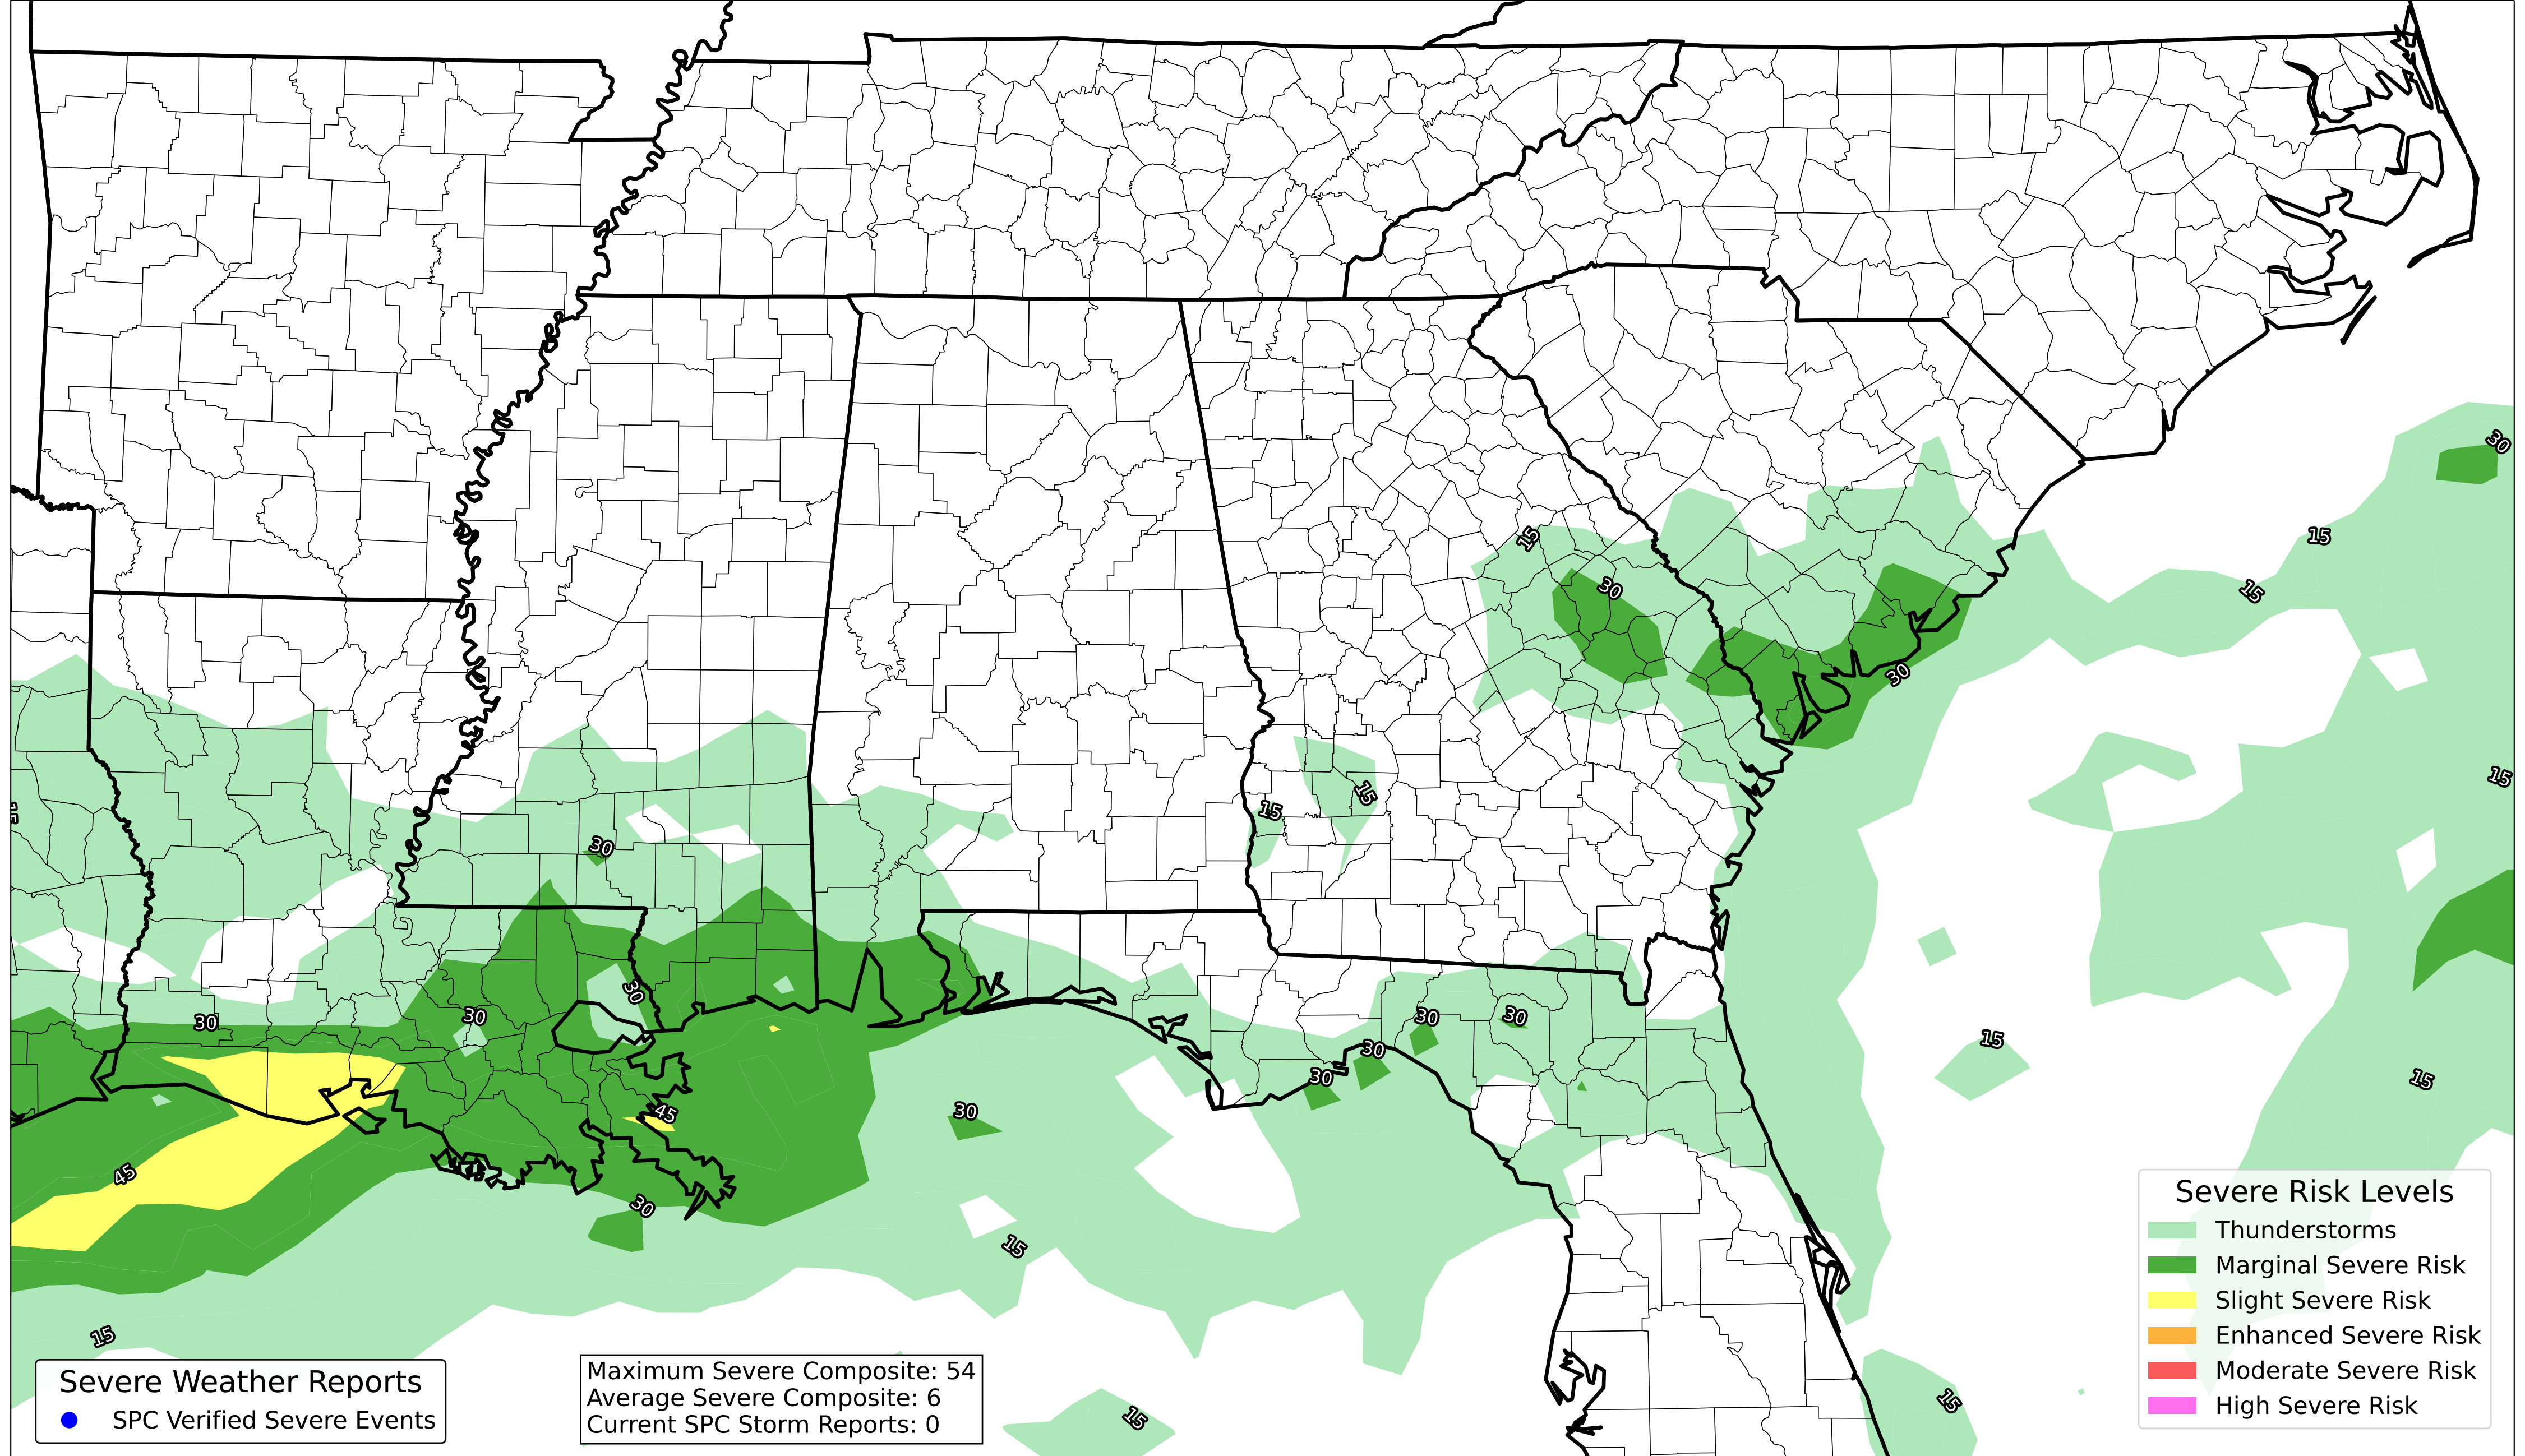 30
15
15
30
15
30
15
15
15
30
15
30
30
30
30
15
30
30
15
30
45
45
30
15
15
15
15
Severe Risk Levels
Thunderstorms
Marginal Severe Risk
Slight Severe Risk
Enhanced Severe Risk
Moderate Severe Risk
High Severe Risk
Severe Weather Reports
SPC Verified Severe Events
Maximum Severe Composite: 54
Average Severe Composite: 6
Current SPC Storm Reports: 0